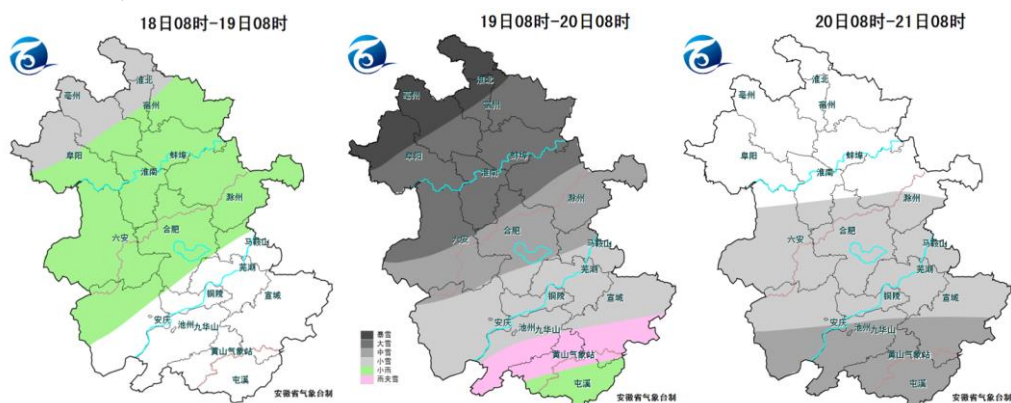 18日08时-19日08时
淮北
亳州
宿州
阜阳
蚌埠
淮南
滁州
六安
合肥
马鞍山
芜湖
铜陵
宣城
安庆
池州
九华山
黄山气象站
屯溪
安徽省气象台制
19日08时-20日08时
淮北
亳州
宿州
阜阳
蚌埠
淮南
滁州
六安
合肥
马鞍山
芜湖
铜陵
宣城
安庆
池州
九华山
黄山气象站
屯溪
暴雪
大雪
中雪
小雪
小雨
雨夹雪
安徽省气象台制
20日08时-21日08时
淮北
亳州
宿州
阜阳
蚌埠
淮南
滁州
六安
合肥
马鞍山
芜湖
铜陵
宣城
安庆
池州
九华山
黄山气象站
屯溪
安徽省气象台制